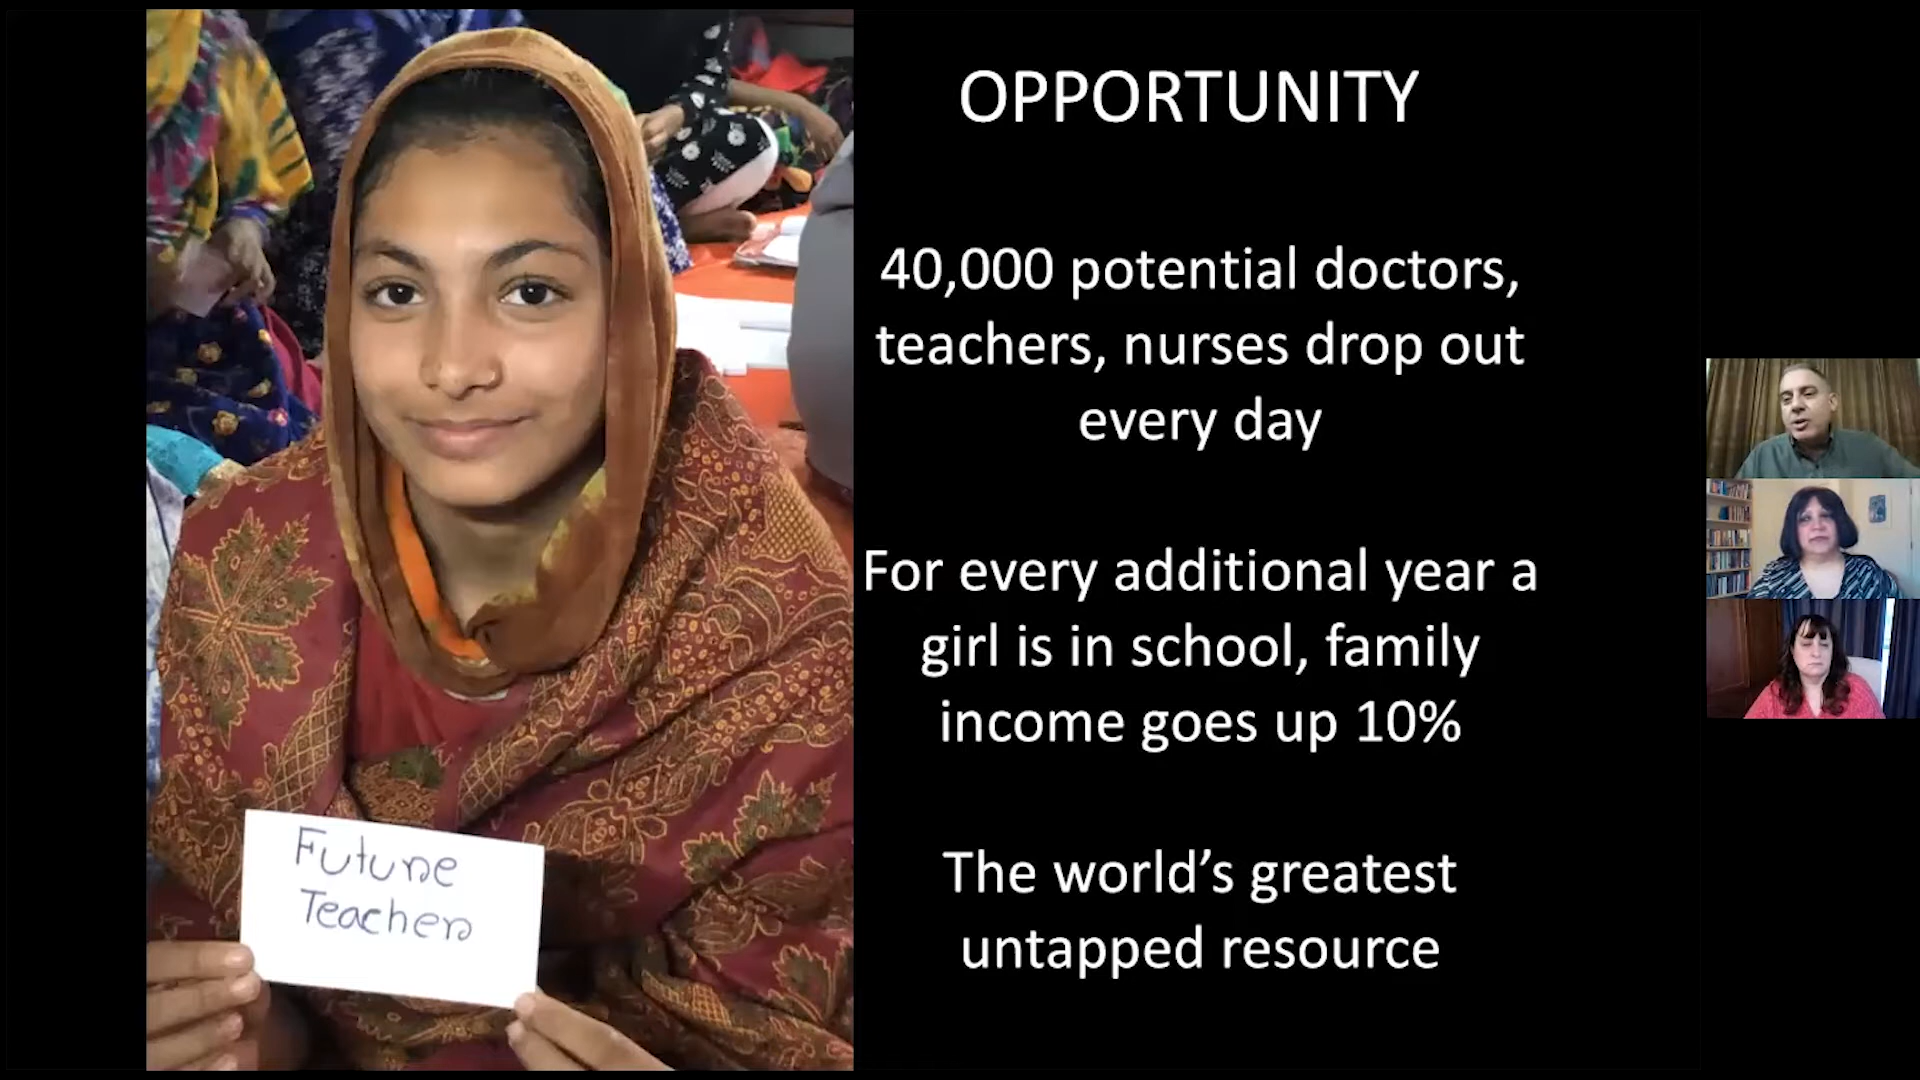 OPPORTUNITY
40,000 potential doctors,
teachers, nurses drop out
every day
For every additional year a
girl is in school, family
income goes up 10%
The world’s greatest
untapped resource
Future
Teacher